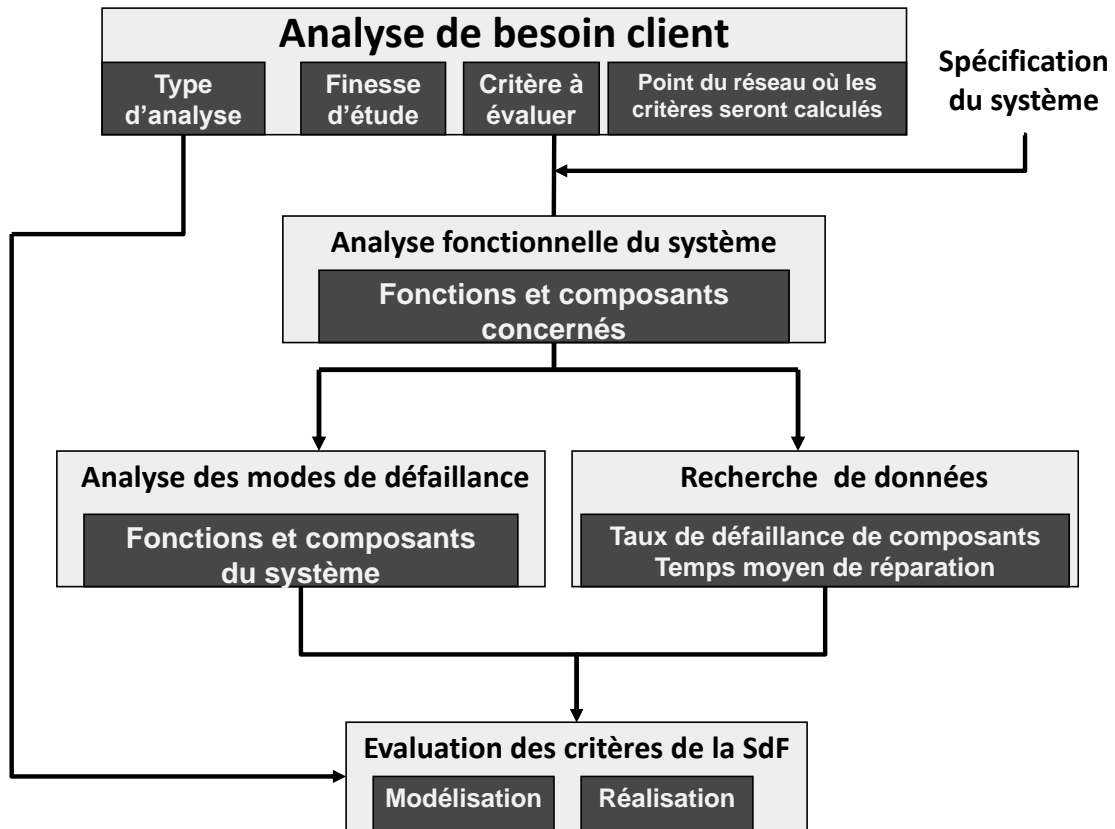 Analyse de besoin client
Type
d’analyse
Finesse
d’étude
Critère à
évaluer
Point du réseau où les
critères seront calculés
Spécification
du système
Analyse fonctionnelle du système
Fonctions et composants
concernés
Analyse des modes de défaillance
Fonctions et composants
du système
Recherche de données
Taux de défaillance de composants
Temps moyen de réparation
Evaluation des critères de la SdF
Modélisation
Réalisation